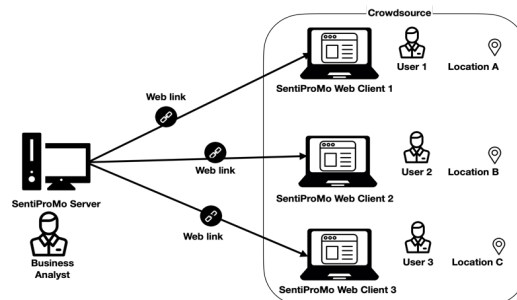 Crowdsource
User 1
Location A
SentiProMo Web Client 1
Web link
Web link
User 2
Location B
SentiProMo Web Client 2
SentiProMo Server
Web link
Business
Analyst
User 3
Location C
SentiProMo Web Client 3